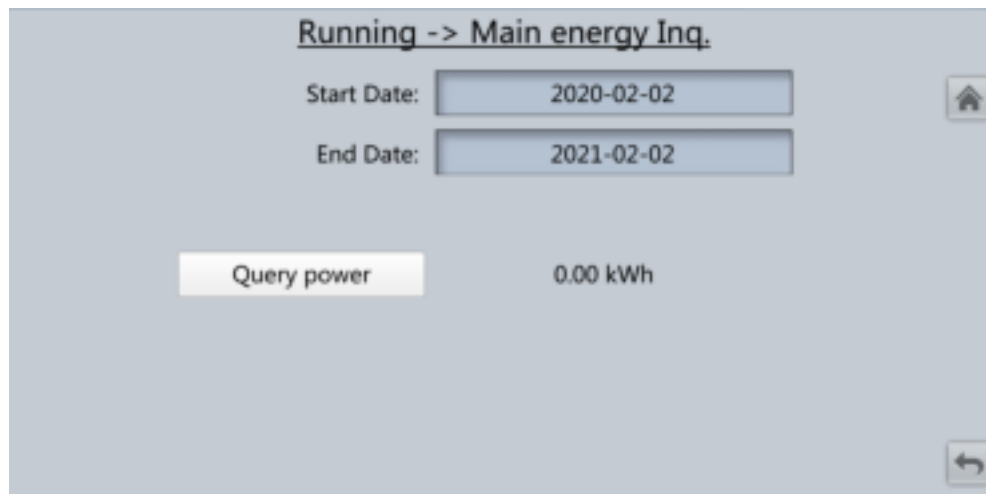 Running -> Main energy Inq.
Start Date: 2020-02-02
End Date: 2021-02-02
Query power 0.00 kWh